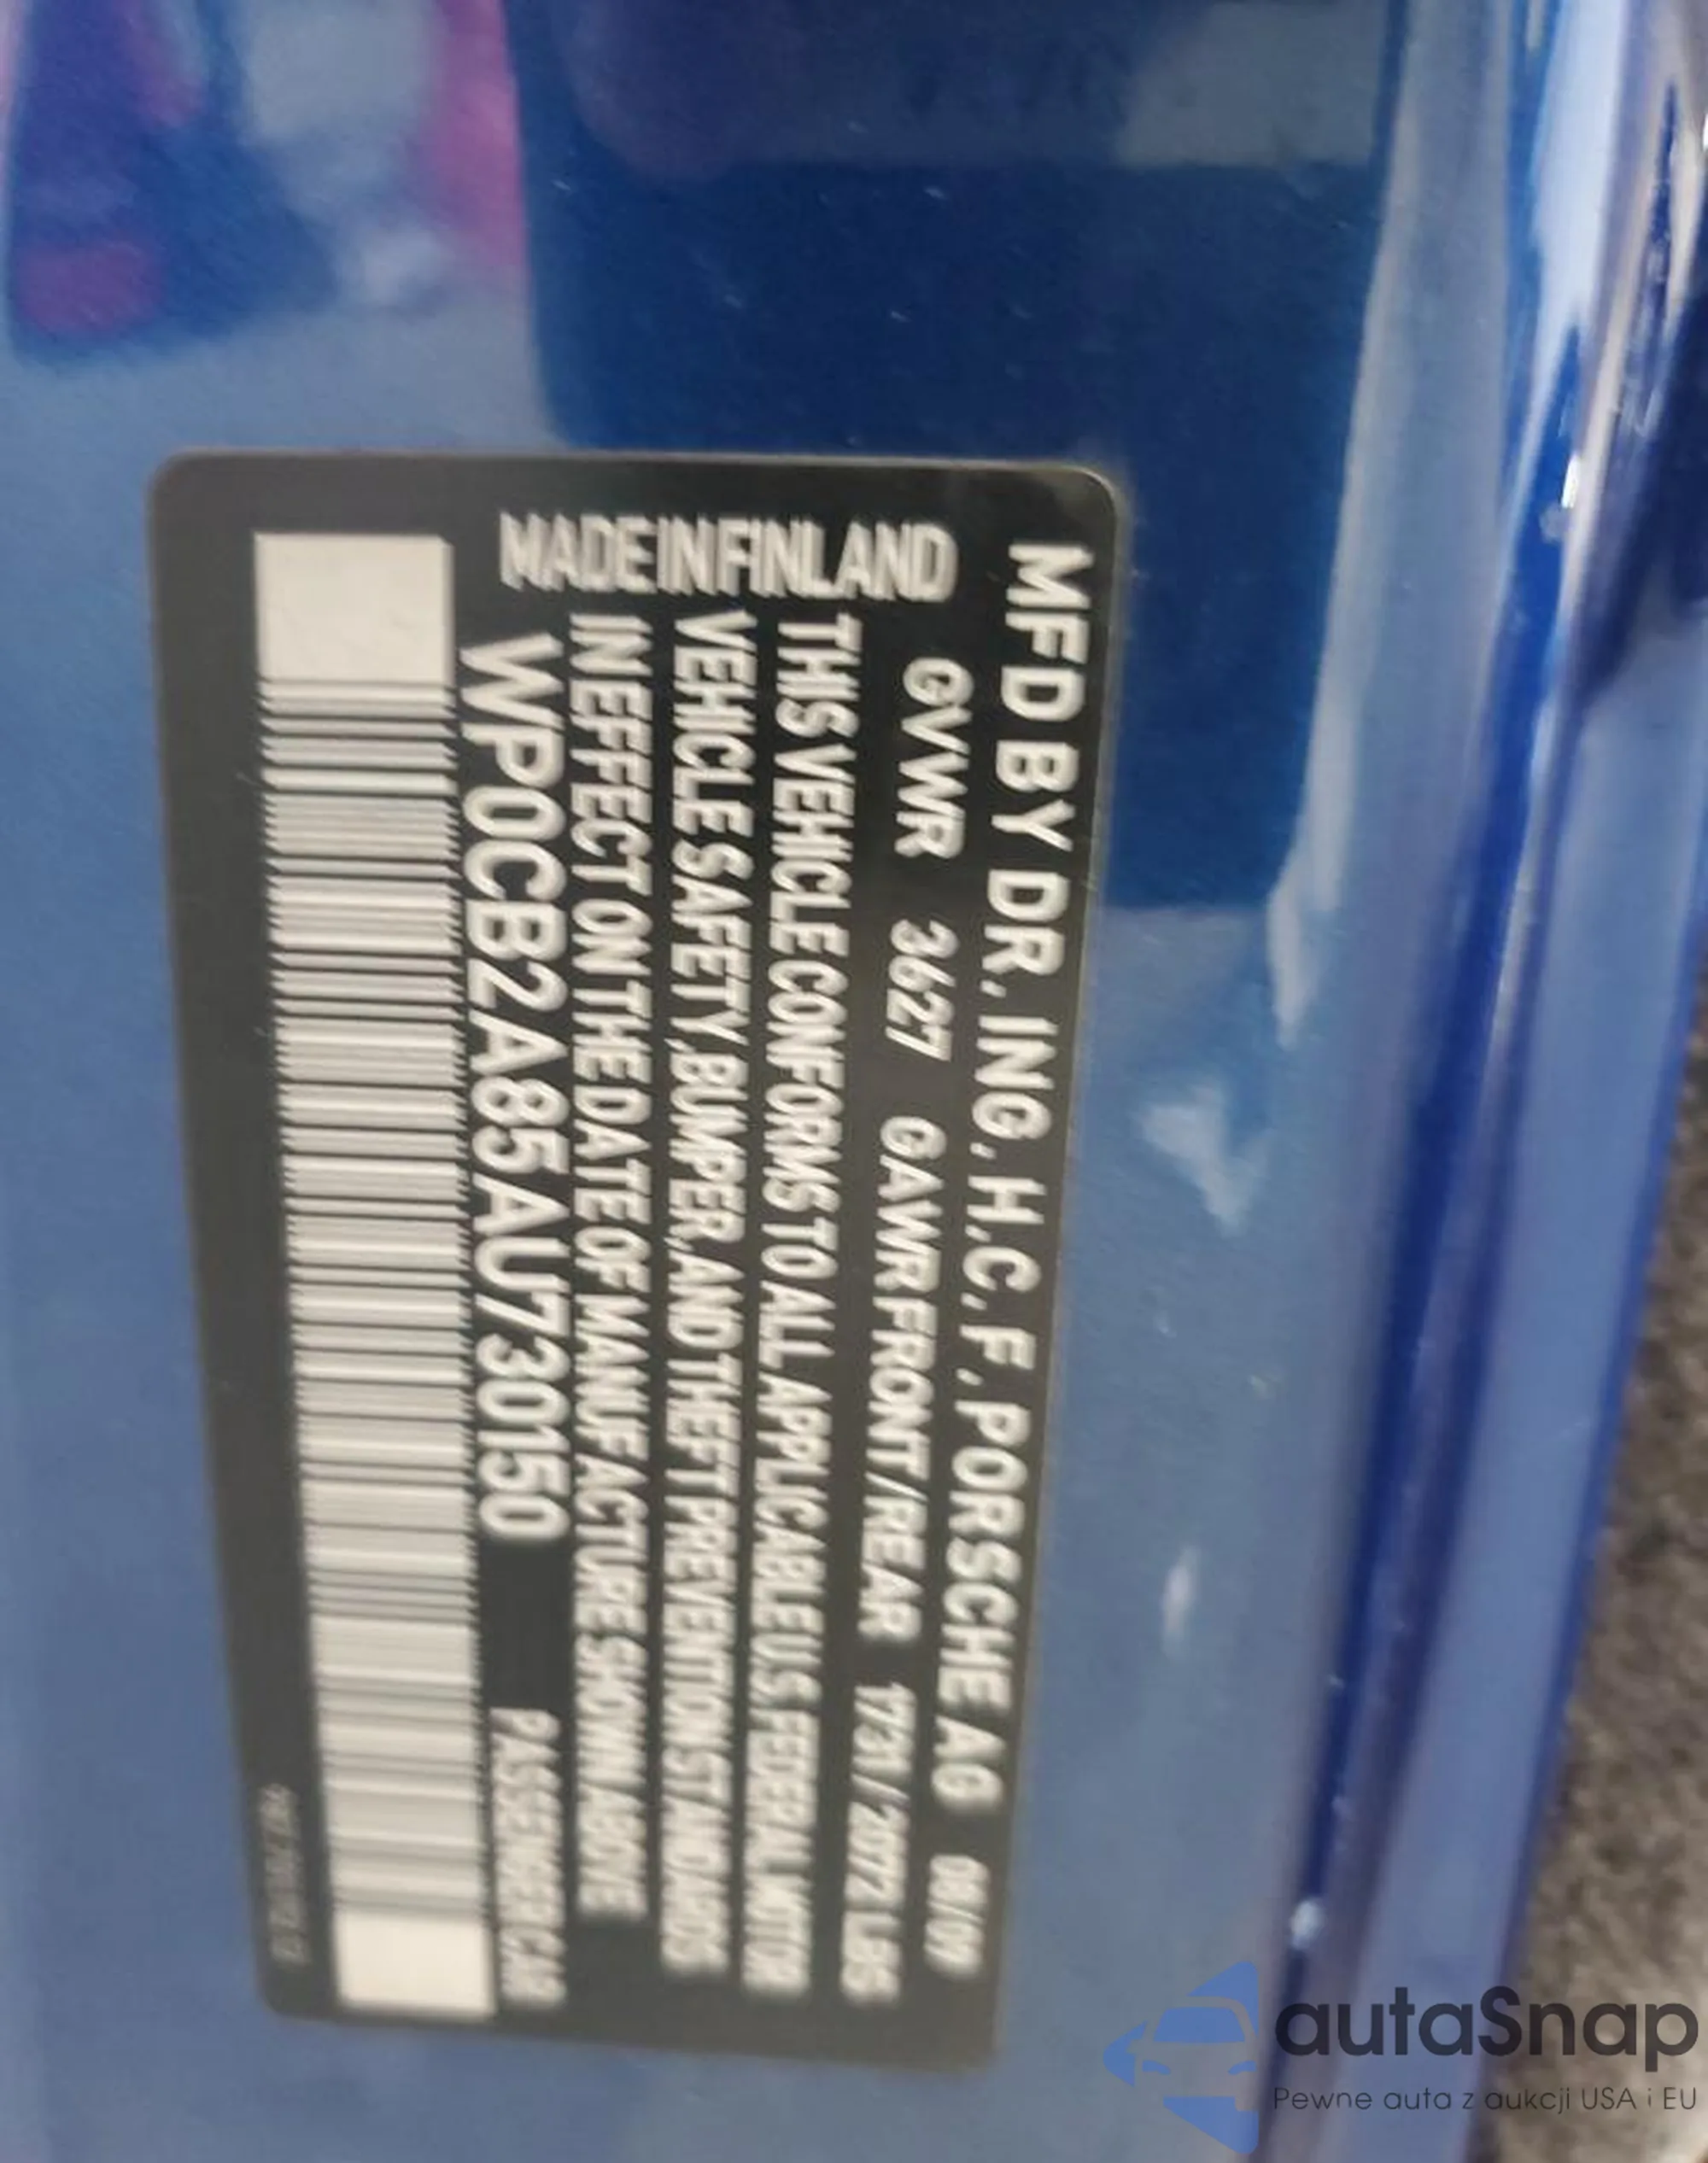 MFD BY DR. ING. H.C. F. PORSCHE AG 08/09
GVWR 3627 GAWR FRONT/REAR 1731/2072 LBS
THIS VEHICLE CONFORMS TO ALL APPLICABLE U.S. FEDERAL MOTOR
VEHICLE SAFETY, BUMPER, AND THEFT PREVENTION STANDARDS
IN EFFECT ON THE DATE OF MANUFACTURE SHOWN ABOVE
MADE IN FINLAND
WP0CB2A85AU730150 PASSENGER CAR
autaSnap
Pewne auta z aukcji USA i EU